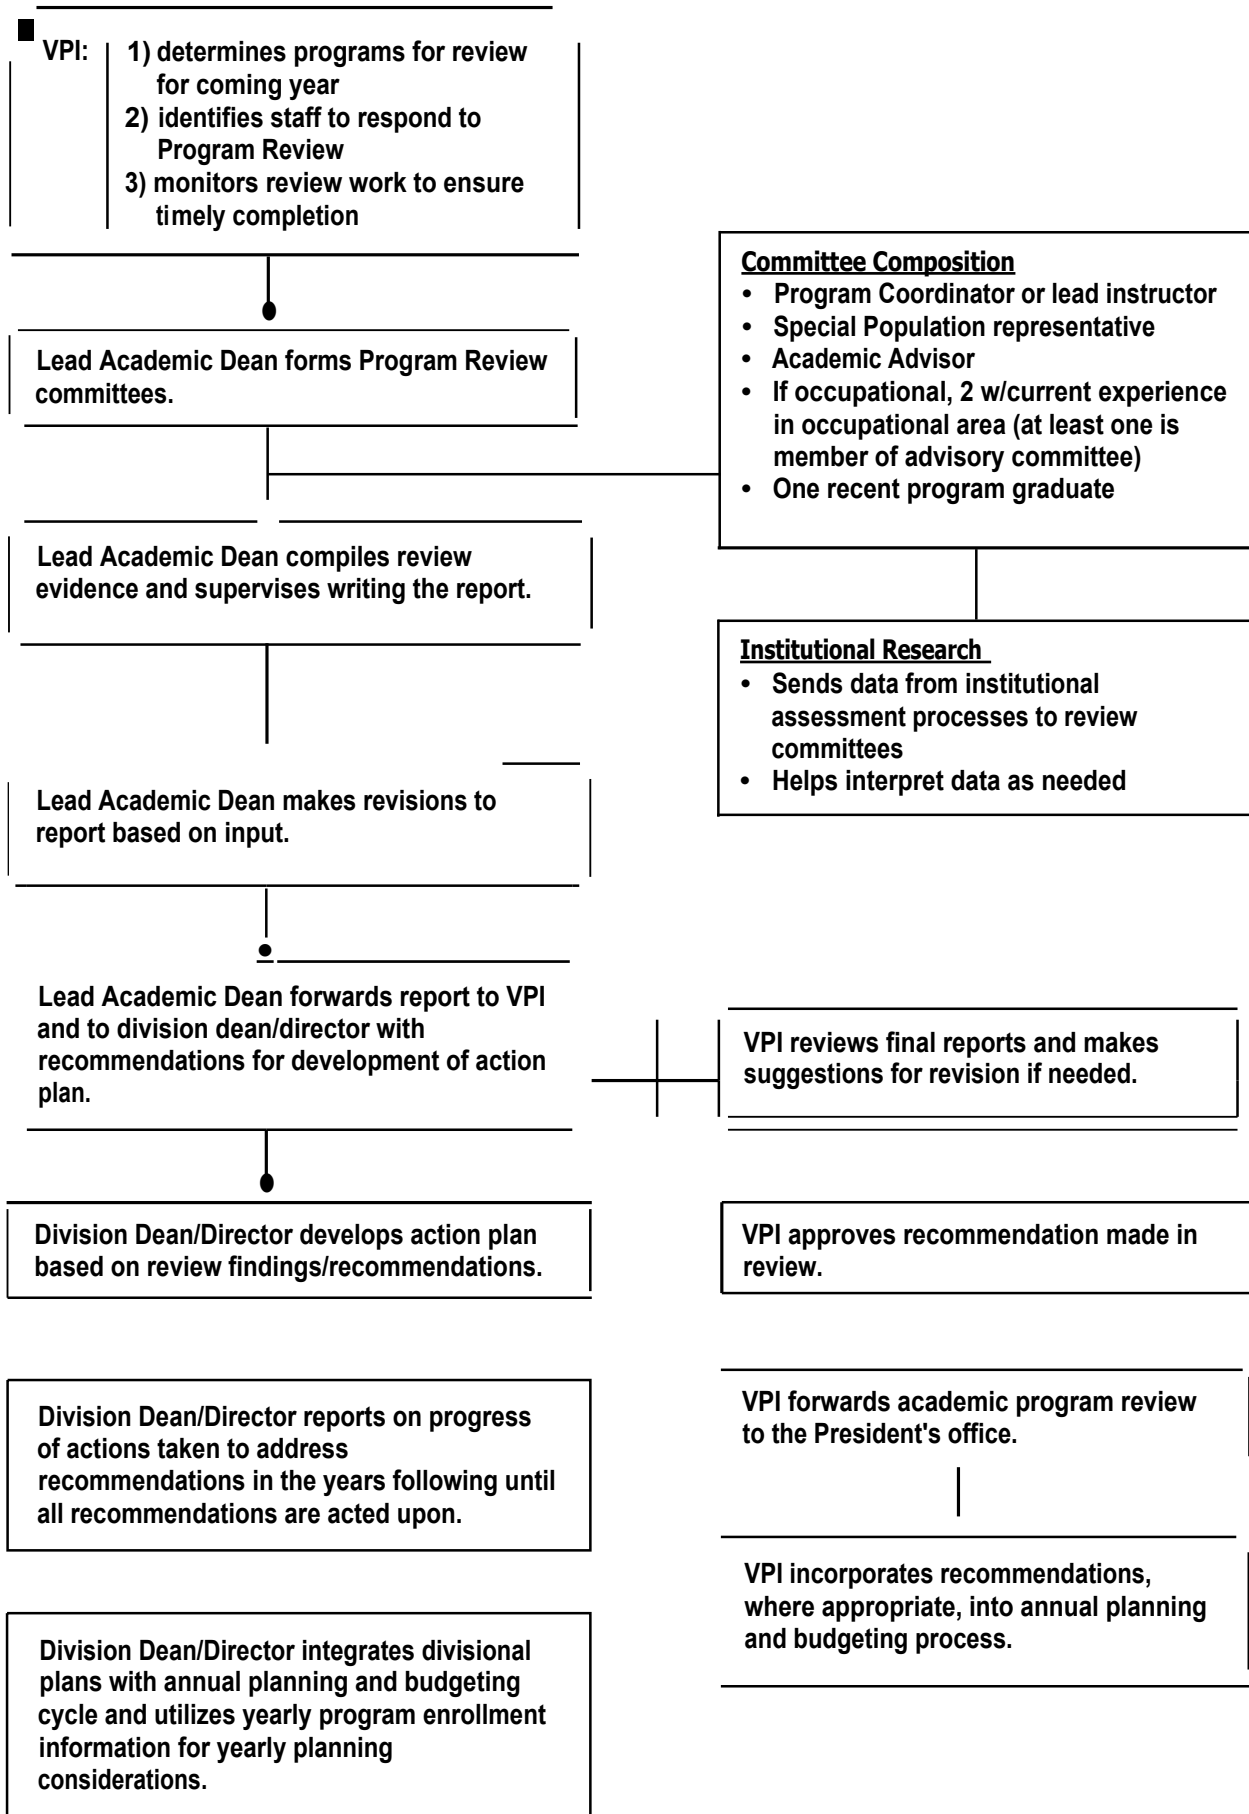 VPI:
1) determines programs for review
for coming year
2) identifies staff to respond to
Program Review
3) monitors review work to ensure
timely completion
Committee Composition
• Program Coordinator or lead instructor
• Special Population representative
• Academic Advisor
• If occupational, 2 w/current experience
in occupational area (at least one is
member of advisory committee)
• One recent program graduate
Lead Academic Dean forms Program Review
committees.
Lead Academic Dean compiles review
evidence and supervises writing the report.
Institutional Research
• Sends data from institutional
assessment processes to review
committees
• Helps interpret data as needed
Lead Academic Dean makes revisions to
report based on input.
Lead Academic Dean forwards report to VPI
and to division dean/director with
recommendations for development of action
plan.
VPI reviews final reports and makes
suggestions for revision if needed.
Division Dean/Director develops action plan
based on review findings/recommendations.
VPI approves recommendation made in
review.
Division Dean/Director reports on progress
of actions taken to address
recommendations in the years following until
all recommendations are acted upon.
VPI forwards academic program review
to the President's office.
VPI incorporates recommendations,
where appropriate, into annual planning
and budgeting process.
Division Dean/Director integrates divisional
plans with annual planning and budgeting
cycle and utilizes yearly program enrollment
information for yearly planning
considerations.